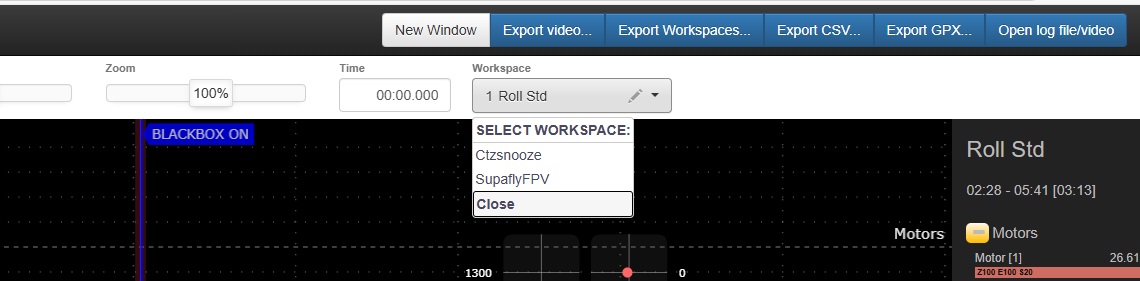 New Window Export video... Export Workspaces... Export CSV... Export GPX... Open log file/video
Zoom Time Workspace
100% 00:00.000 1 Roll Std
SELECT WORKSPACE:
Ctzsnooze
SupaflyFPV
Close
BLACKBOX ON
Roll Std
02:28 - 05:41 [03:13]
Motors
Motors
1300 0
Motor [1] 26.61
Z100 E100 S20